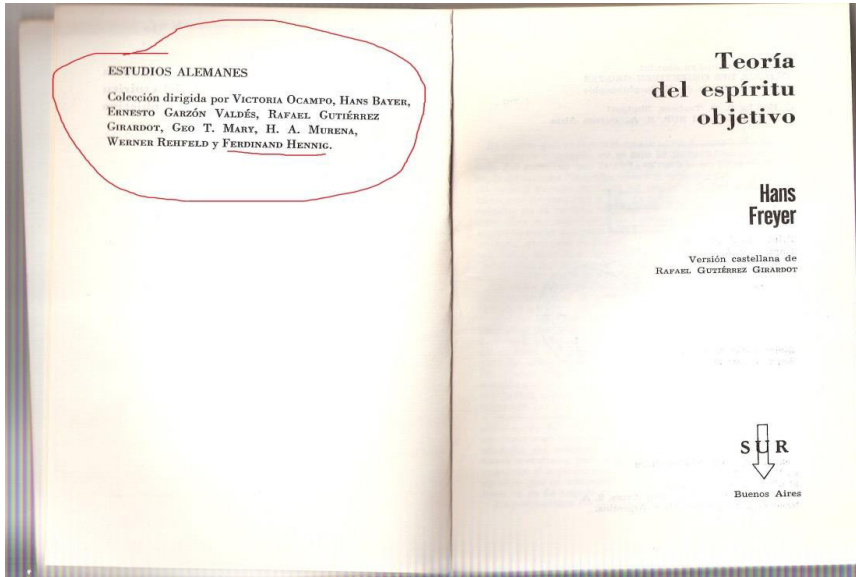 ESTUDIOS ALEMANES
Colección dirigida por VICTORIA OCAMPO, HANS BAYER,
ERNESTO GARZÓN VALDÉS, RAFAEL GUTIÉRREZ
GIRARDOT, GEO T. MARY, H. A. MURENA,
WERNER REHFELD y FERDINAND HENNIG.
Teoría
del espíritu
objetivo
Hans
Freyer
Versión castellana de
RAFAEL GUTIÉRREZ GIRARDOT
SUR
Buenos Aires